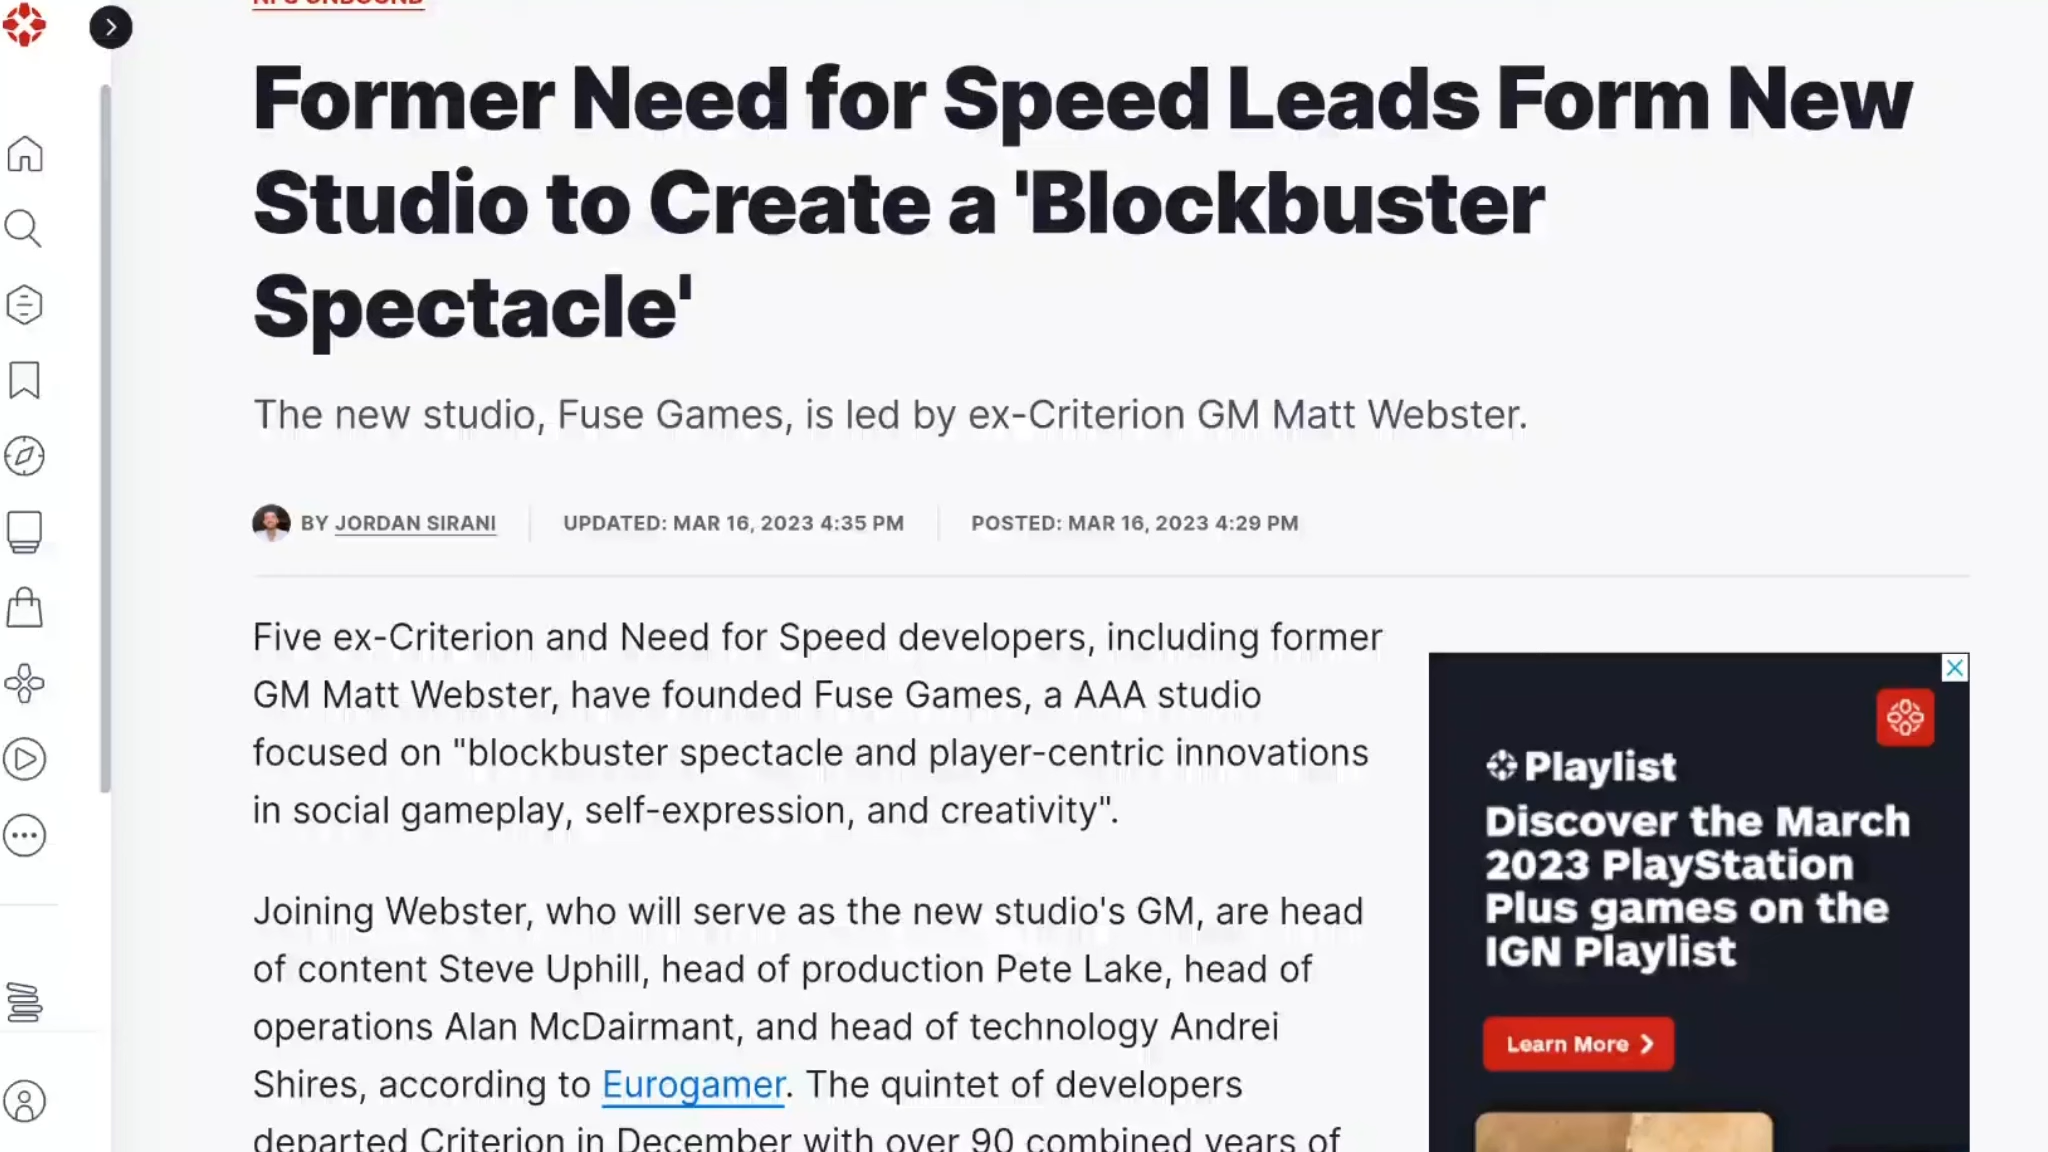 NFS UNBOUND
Former Need for Speed Leads Form New
Studio to Create a 'Blockbuster
Spectacle'
The new studio, Fuse Games, is led by ex-Criterion GM Matt Webster.
BY JORDAN SIRANI
UPDATED: MAR 16, 2023 4:35 PM
POSTED: MAR 16, 2023 4:29 PM
Five ex-Criterion and Need for Speed developers, including former
GM Matt Webster, have founded Fuse Games, a AAA studio
focused on "blockbuster spectacle and player-centric innovations
in social gameplay, self-expression, and creativity".
Joining Webster, who will serve as the new studio's GM, are head
of content Steve Uphill, head of production Pete Lake, head of
operations Alan McDairmant, and head of technology Andrei
Shires, according to Eurogamer. The quintet of developers
departed Criterion in December with over 90 combined years of
Playlist
Discover the March
2023 PlayStation
Plus games on the
IGN Playlist
Learn More